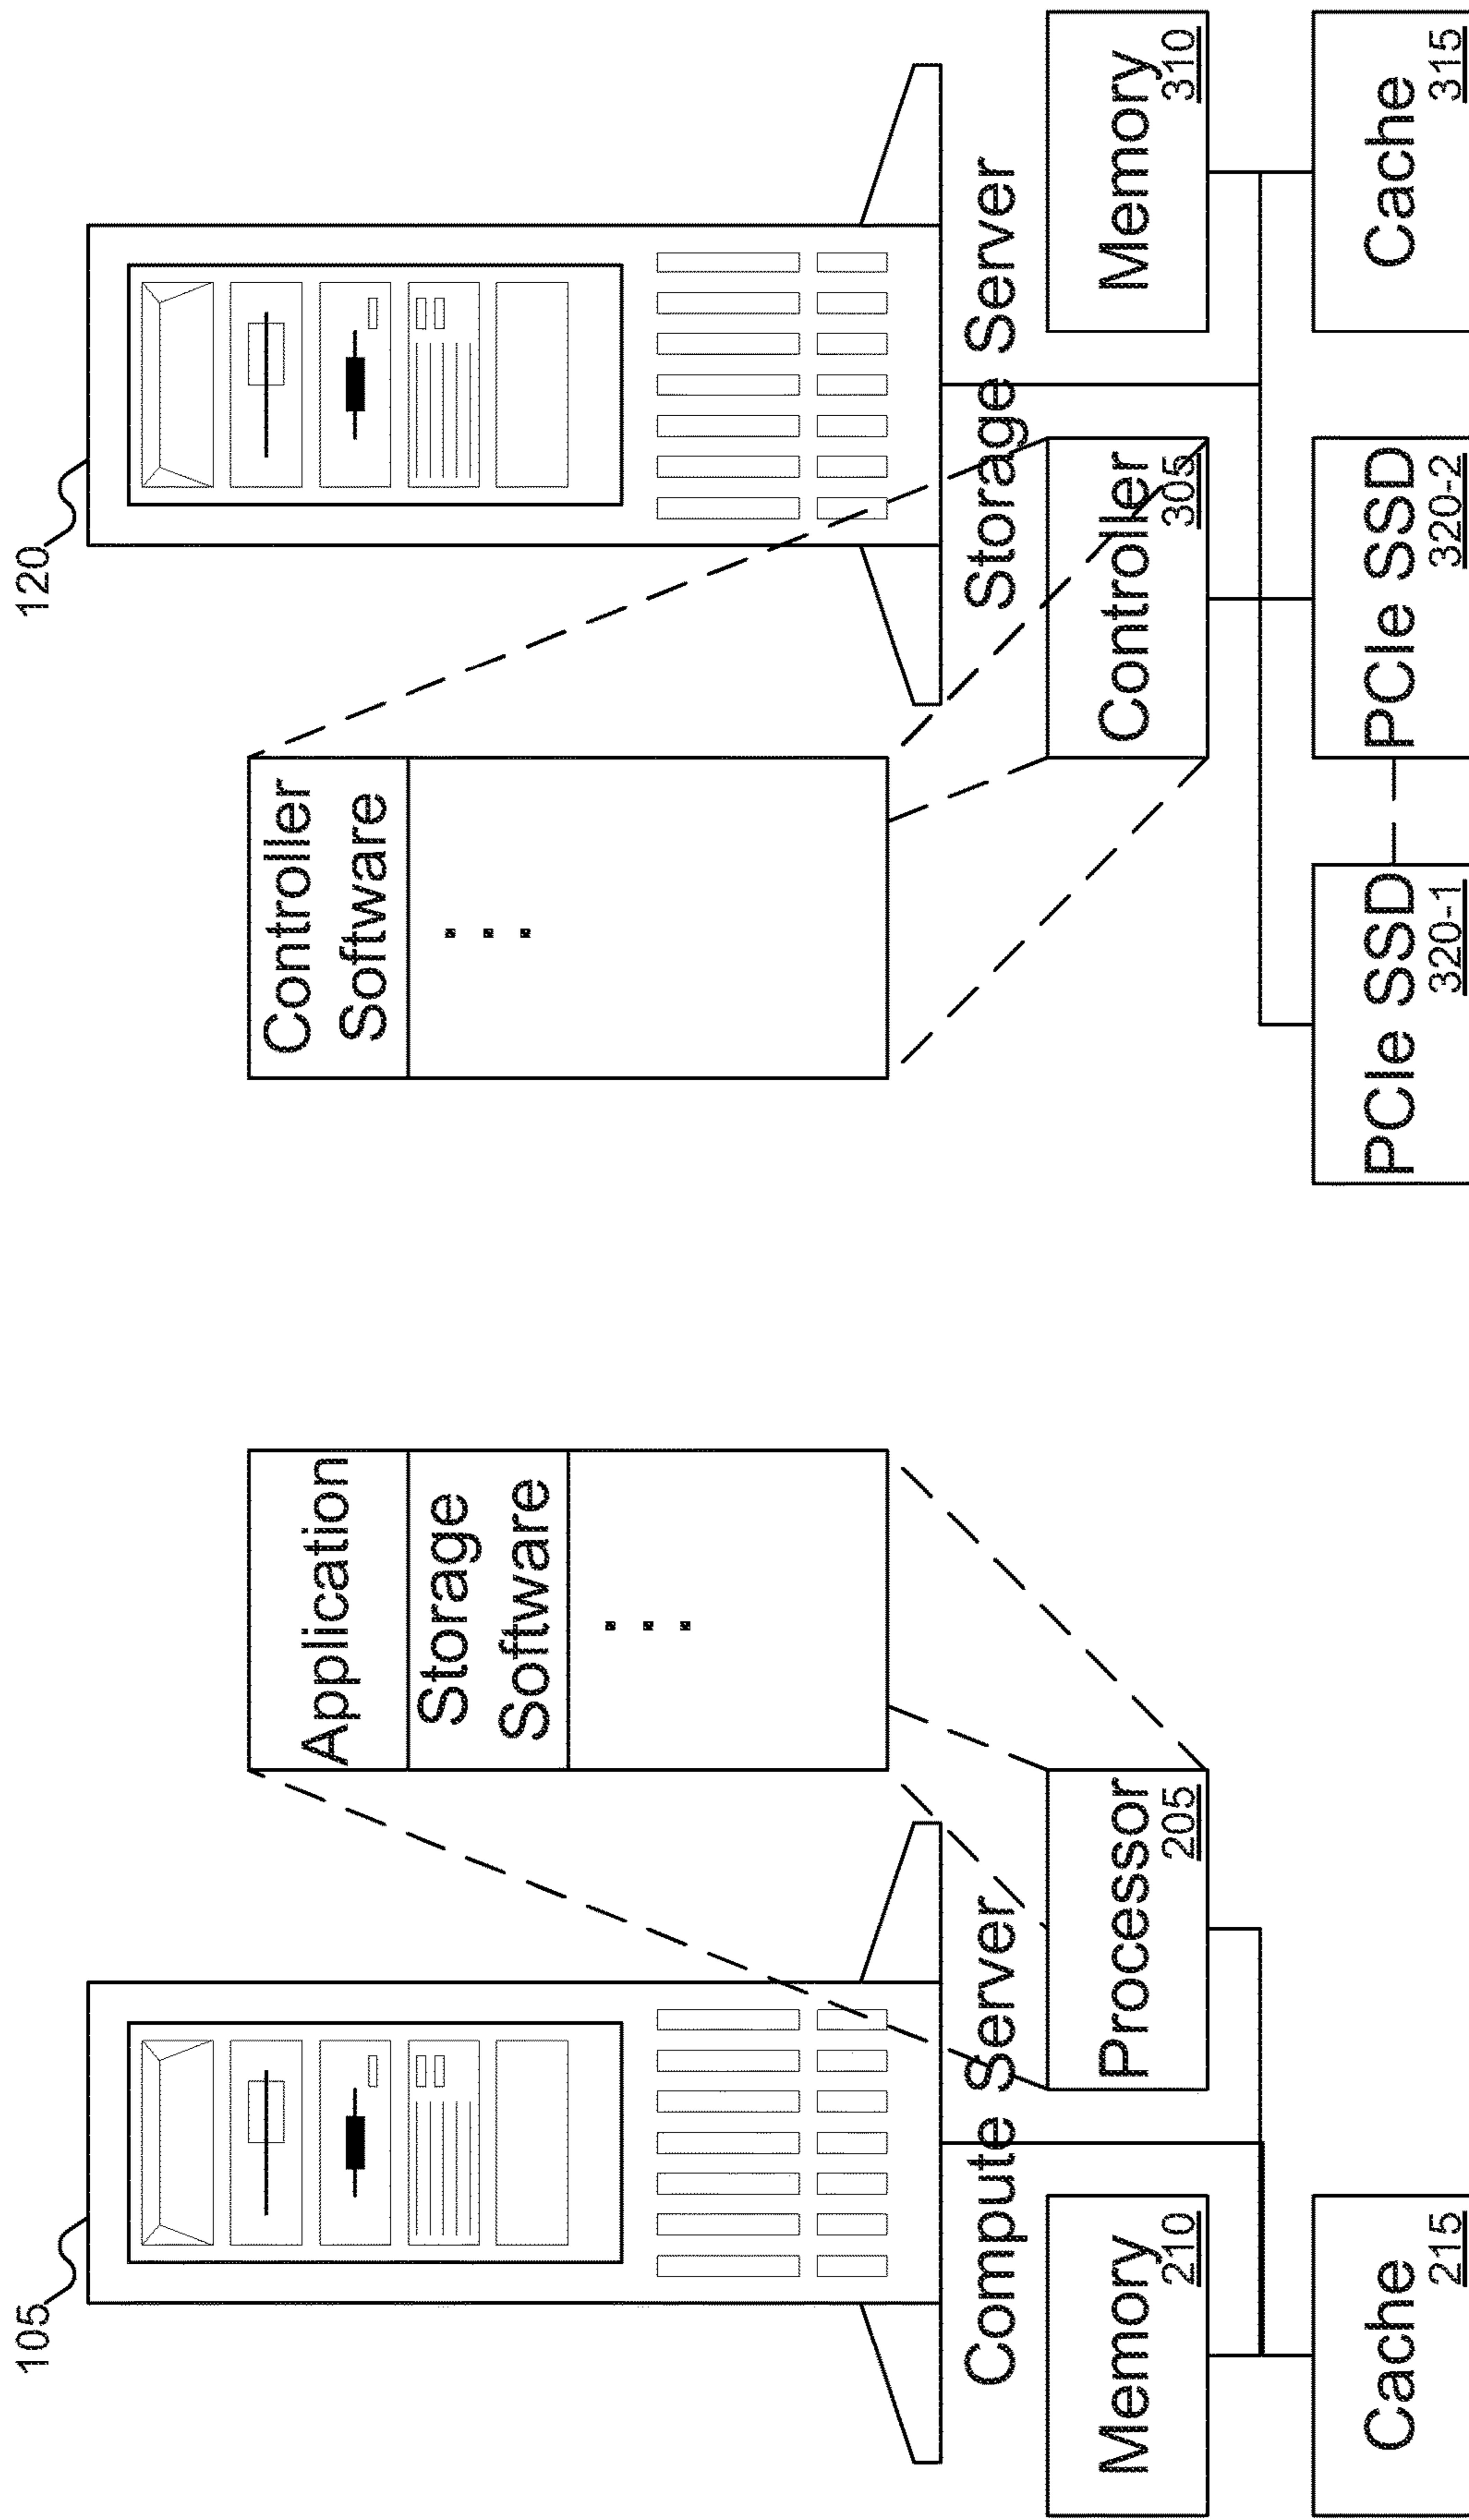 105
Compute Server
Application
Storage
Software
...
Memory
210
Processor
205
Cache
215
120
Storage Server
Controller
Software
...
Controller
305
Memory
310
PCIe SSD
320-1
PCIe SSD
320-2
Cache
315